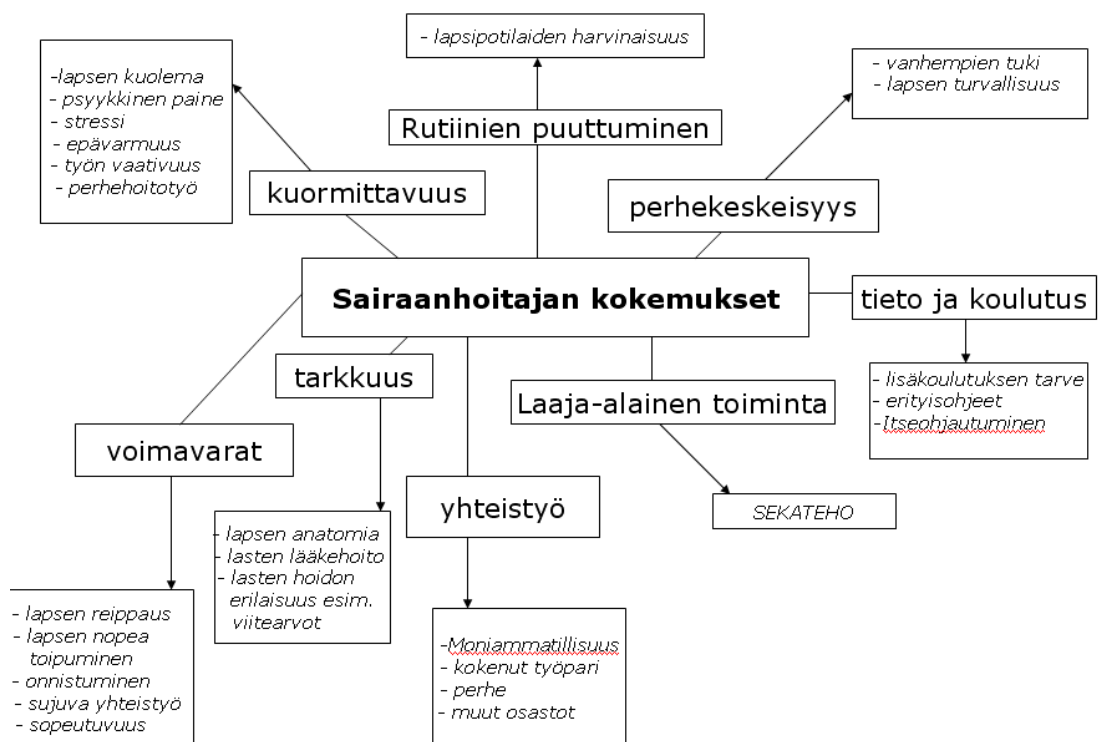 - lapsipotilaiden harvinaisuus
Rutiinien puuttuminen
-lapsen kuolema
- psyykkinen paine
- stressi
- epävarmuus
- työn vaativuus
- perhehoitotyö
kuormittavuus
- vanhempien tuki
- lapsen turvallisuus
perhekeskeisyys
Sairaanhoitajan kokemukset
tieto ja koulutus
- lisäkoulutuksen tarve
- erityisohjeet
-Itseohjautuminen
tarkkuus
- lapsen anatomia
- lasten lääkehoito
- lasten hoidon
erilaisuus esim.
viitearvot
Laaja-alainen toiminta
SEKATEHO
voimavarat
- lapsen reippaus
- lapsen nopea
toipuminen
- onnistuminen
- sujuva yhteistyö
- sopeutuvuus
yhteistyö
-Moniammatillisuus
- kokenut työpari
- perhe
- muut osastot